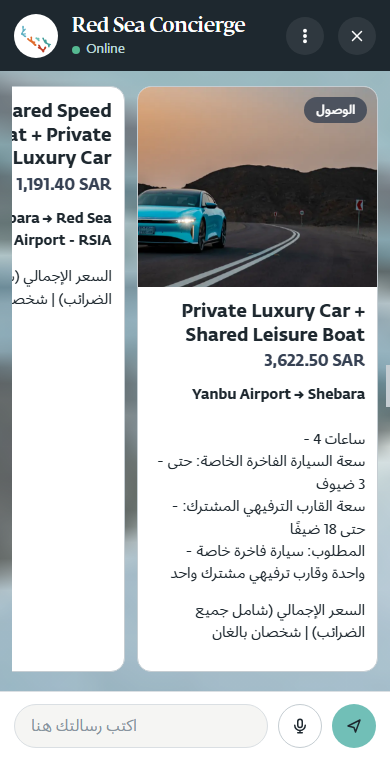 Red Sea Concierge
Online
الوصول
Private Luxury Car +
Shared Leisure Boat
3,622.50 SAR
Yanbu Airport → Shebara
- 4 ساعات
- سعة السيارة الفاخرة الخاصة: حتى
3 ضيوف
- سعة القارب الترفيهي المشترك:
حتى 18 ضيفًا
- المطلوب: سيارة فاخرة خاصة
واحدة وقارب ترفيهي مشترك واحد
السعر الإجمالي (شامل جميع
الضرائب) | شخصان بالغان
Speed
+ Private
Luxury Car
1,191.40 SAR
→ Red Sea
Airport - RSIA
السعر الإجمالي
الضرائب) |
اكتب رسالتك هنا